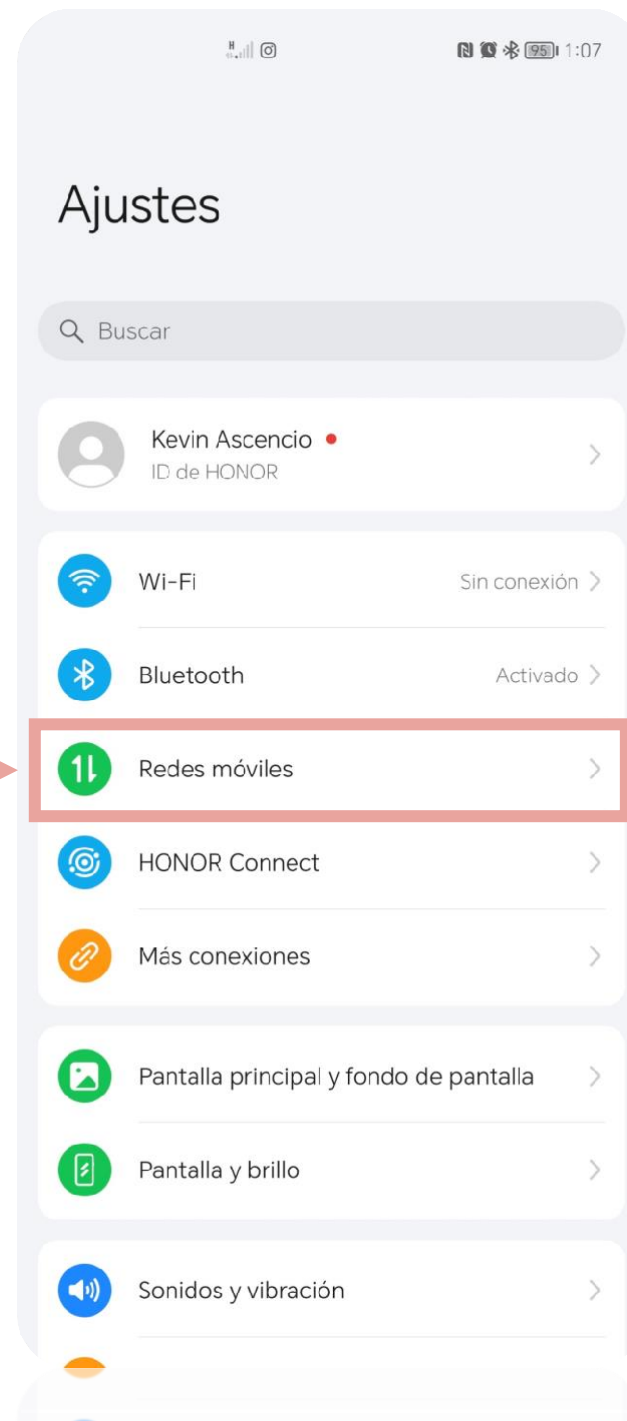 H
95 1:07
Ajustes
Buscar
Kevin Ascencio
ID de HONOR
Wi-Fi Sin conexión
Bluetooth Activado
Redes móviles
HONOR Connect
Más conexiones
Pantalla principal y fondo de pantalla
Pantalla y brillo
Sonidos y vibración